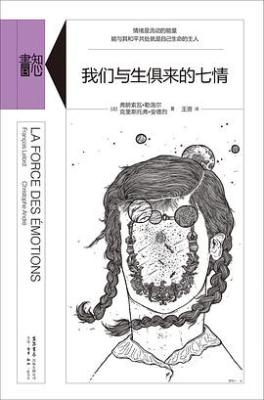 情绪是流动的能量
能与其和平共处就是自己生命的主人
知心
書
我们与生俱来的七情
[法]
弗朗索瓦•勒洛尔
克里斯托弗•安德烈
著
王资 译
LA FORCE DES ÉMOTIONS
François Lelord
Christophe André